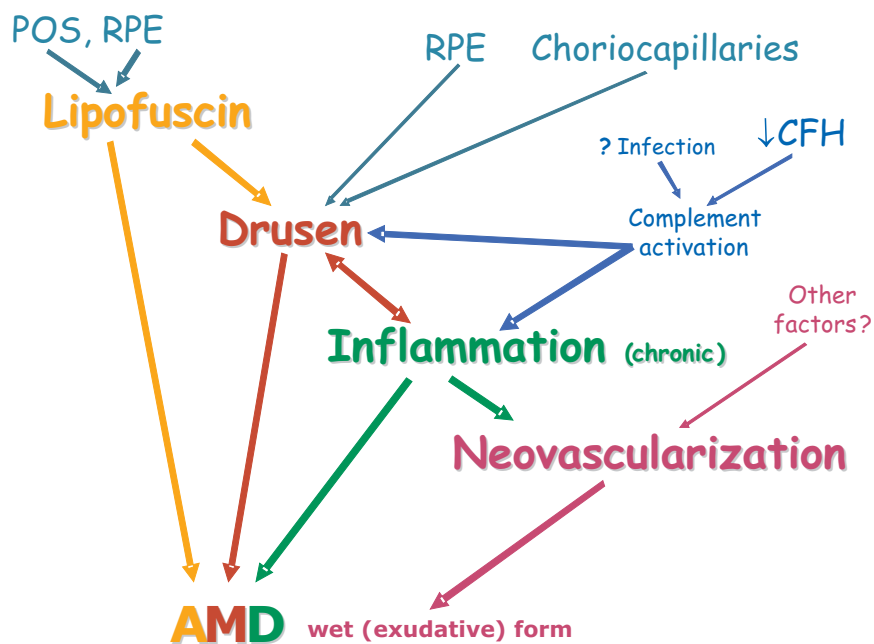 POS, RPE
RPE
Choriocapillaries
Lipofuscin
? Infection
↓CFH
Drusen
Complement
activation
Other
factors?
Inflammation (chronic)
Neovascularization
AMD wet (exudative) form